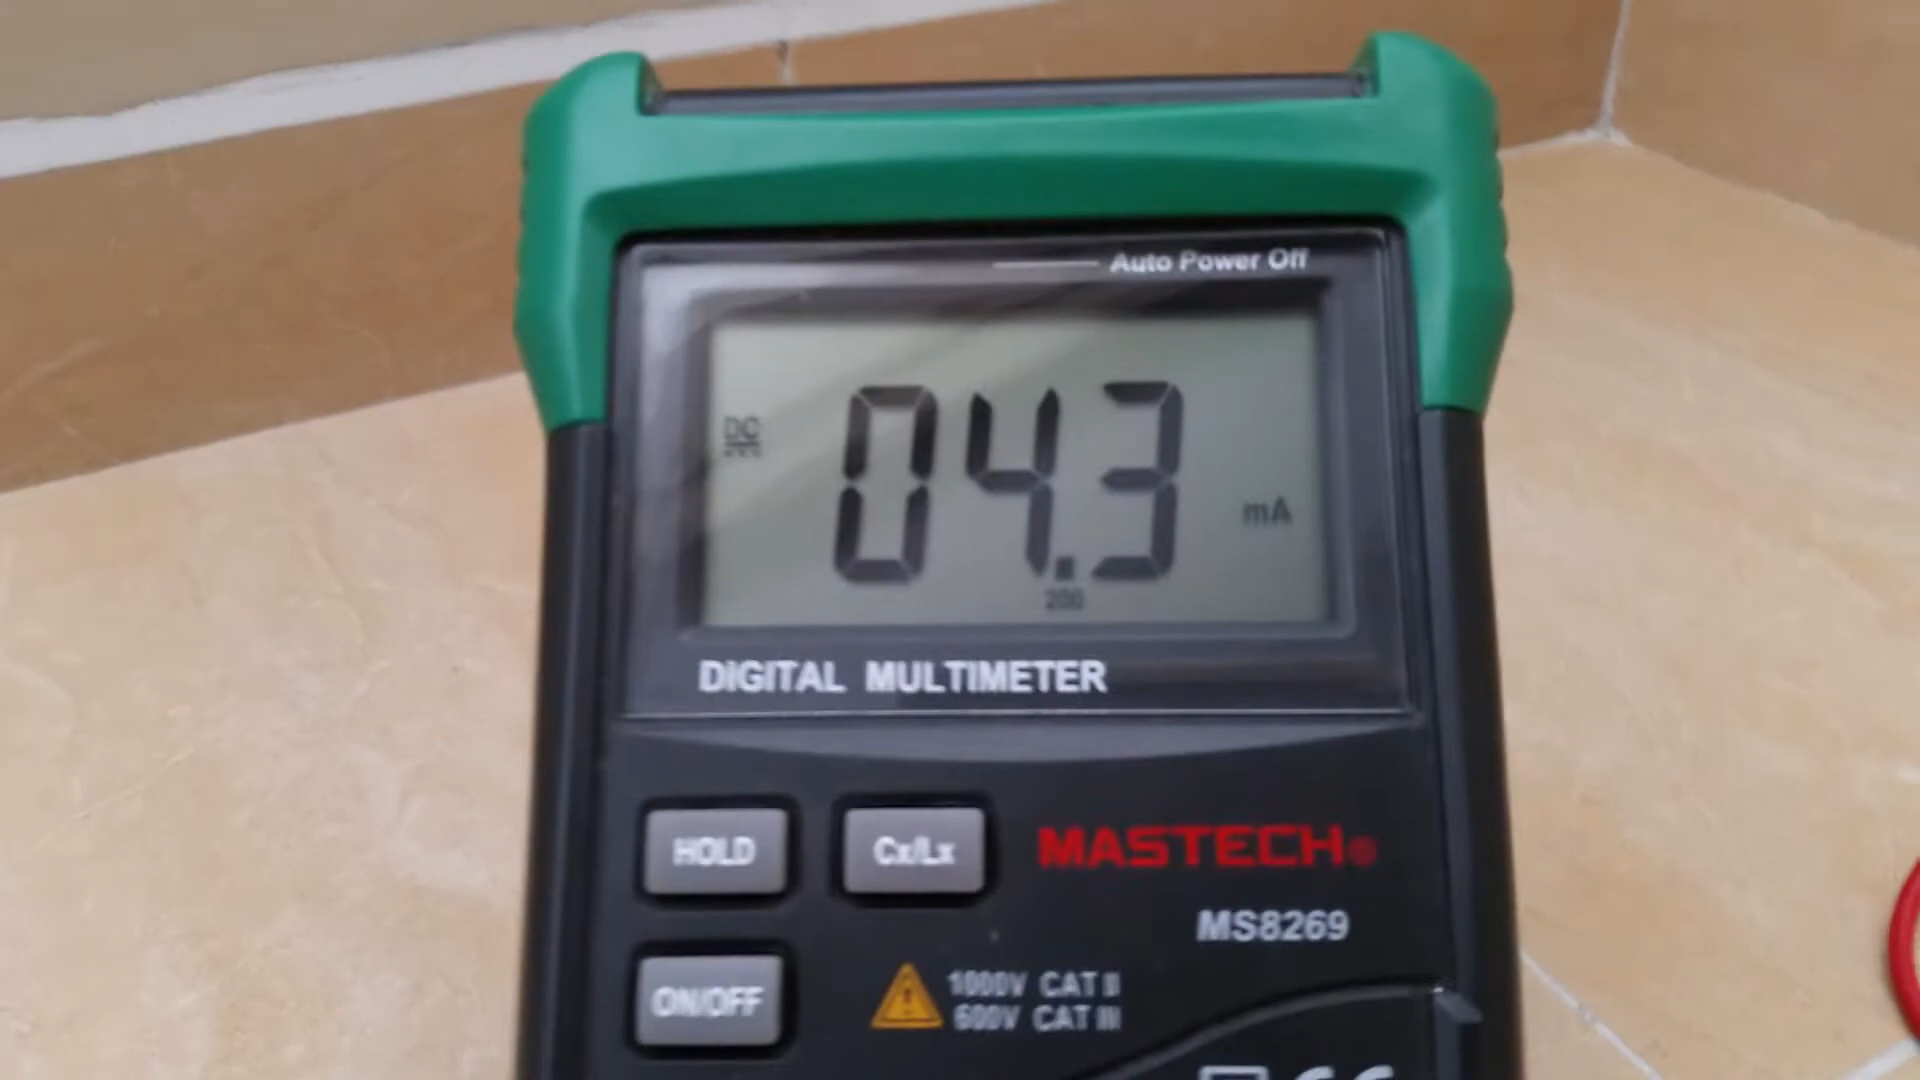 Auto Power Off
DC
04.3
mA
200
DIGITAL MULTIMETER
HOLD
Cx/Lx
MASTECH®
MS8269
ON/OFF
1000V CAT II
600V CAT III
CE